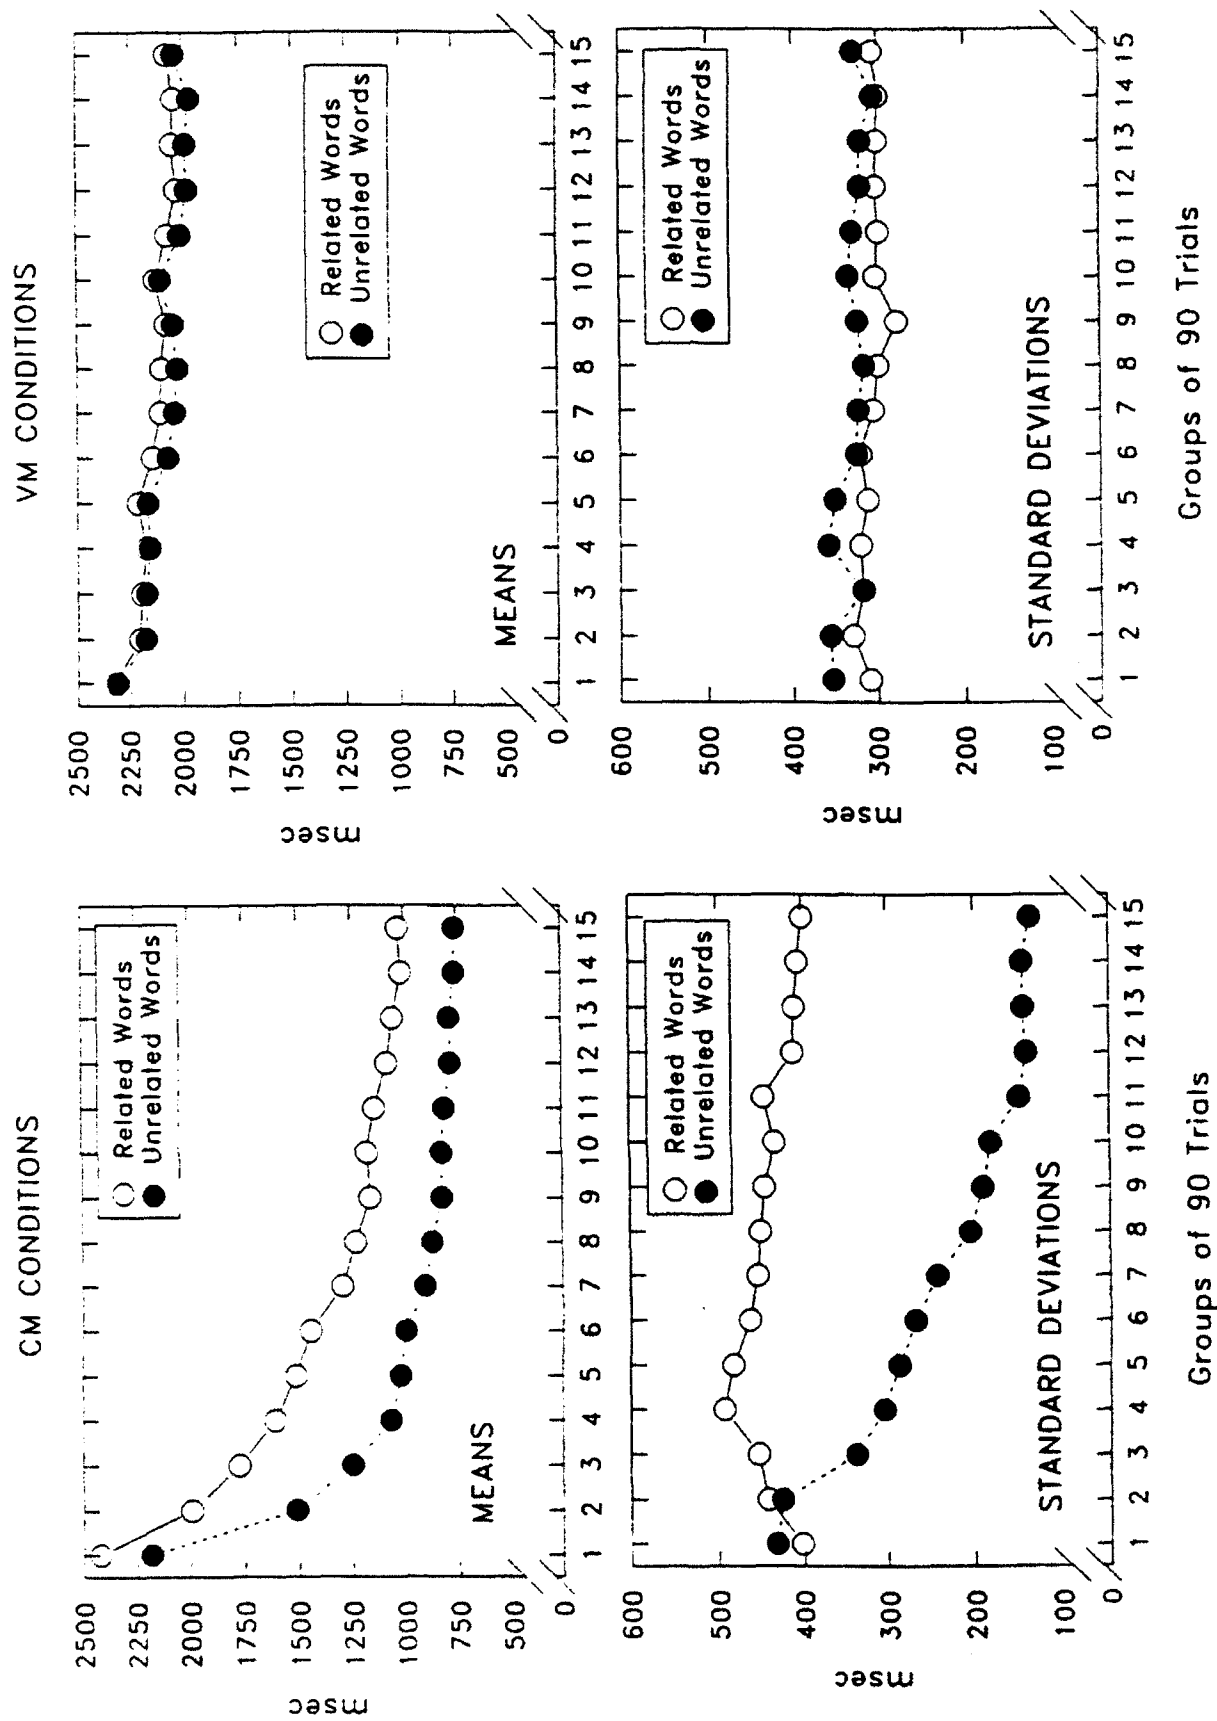 CM CONDITIONS
VM CONDITIONS
msec
2500
2250
2000
1750
1500
1250
1000
750
500
0
Related Words
Unrelated Words
MEANS
1 2 3 4 5 6 7 8 9 10 11 12 13 14 15
msec
2500
2250
2000
1750
1500
1250
1000
750
500
0
Related Words
Unrelated Words
MEANS
1 2 3 4 5 6 7 8 9 10 11 12 13 14 15
msec
600
500
400
300
200
100
0
Related Words
Unrelated Words
STANDARD DEVIATIONS
1 2 3 4 5 6 7 8 9 10 11 12 13 14 15
Groups of 90 Trials
msec
600
500
400
300
200
100
0
Related Words
Unrelated Words
STANDARD DEVIATIONS
1 2 3 4 5 6 7 8 9 10 11 12 13 14 15
Groups of 90 Trials